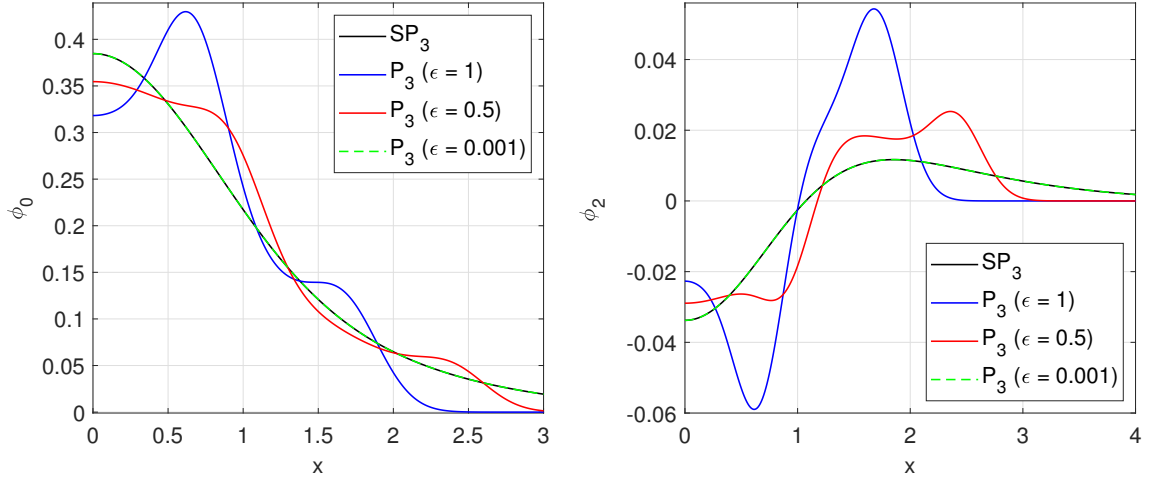 0.4
0.35
0.3
0.25
0.2
0.15
0.1
0.05
0
ϕ₀
0
0.5
1
1.5
2
2.5
3
x
SP₃
P₃ (ϵ = 1)
P₃ (ϵ = 0.5)
P₃ (ϵ = 0.001)
0.04
0.02
0
-0.02
-0.04
-0.06
ϕ₂
0
1
2
3
4
x
SP₃
P₃ (ϵ = 1)
P₃ (ϵ = 0.5)
P₃ (ϵ = 0.001)